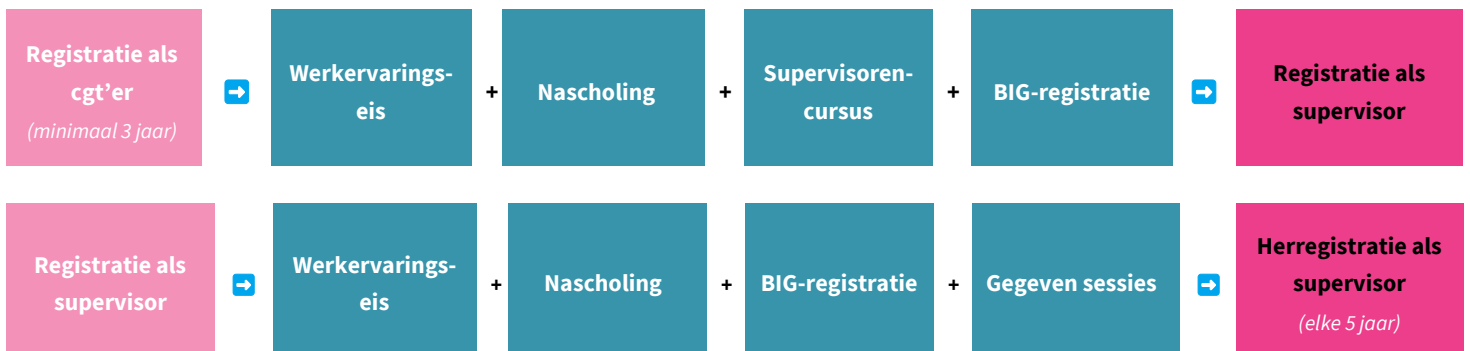 Registratie als
cgt’er
(minimaal 3 jaar)
Werkervarings-
eis
+
Nascholing
+
Supervisoren-
cursus
+
BIG-registratie
Registratie als
supervisor
Registratie als
supervisor
Werkervarings-
eis
+
Nascholing
+
BIG-registratie
+
Gegeven sessies
Herregistratie als
supervisor
(elke 5 jaar)